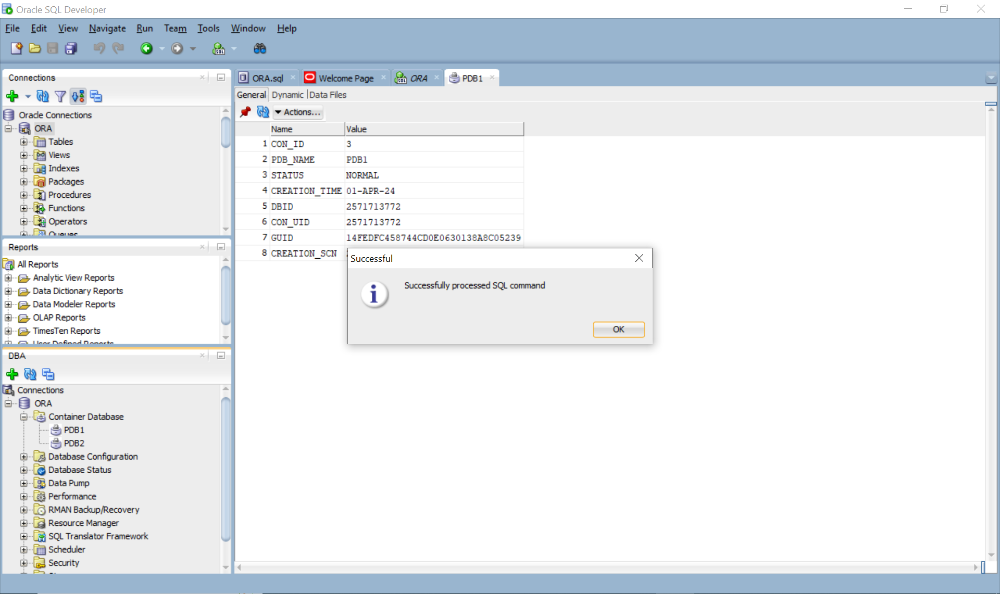 Oracle SQL Developer
File Edit View Navigate Run Team Tools Window Help
Connections
Oracle Connections
ORA
Tables
Views
Indexes
Packages
Procedures
Functions
Operators
Queues
Reports
All Reports
Analytic View Reports
Data Dictionary Reports
Data Modeler Reports
OLAP Reports
TimesTen Reports
User Defined Reports
DBA
Connections
ORA
Container Database
PDB1
PDB2
Database Configuration
Database Status
Data Pump
Performance
RMAN Backup/Recovery
Resource Manager
SQL Translator Framework
Scheduler
Security
ORA.sql Welcome Page SQL ORA PDB1
General Dynamic Data Files
Actions...
Name Value
1 CON_ID 3
2 PDB_NAME PDB1
3 STATUS NORMAL
4 CREATION_TIME 01-APR-24
5 DBID 2571713772
6 CON_UID 2571713772
7 GUID 14FEDFC458744CD0E0630138A8C05239
8 CREATION_SCN
Successful
Successfully processed SQL command
OK